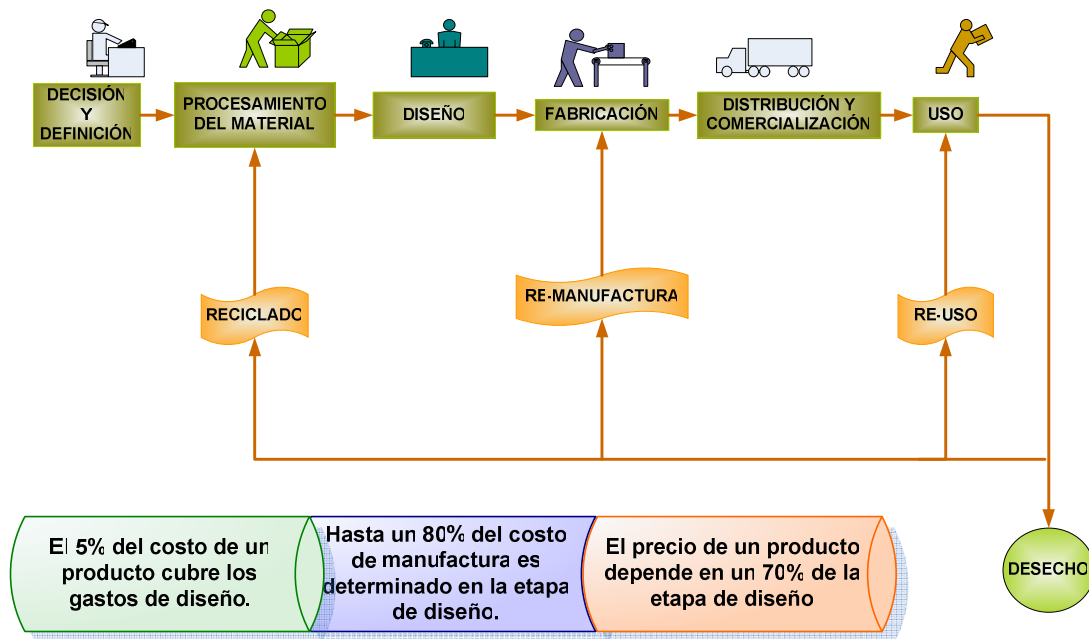 DECISIÓN
Y
DEFINICIÓN
PROCESAMIENTO
DEL MATERIAL
DISEÑO
FABRICACIÓN
DISTRIBUCIÓN Y
COMERCIALIZACIÓN
USO
RECICLADO
RE-MANUFACTURA
RE-USO
El 5% del costo de un
producto cubre los
gastos de diseño.
Hasta un 80% del costo
de manufactura es
determinado en la etapa
de diseño.
El precio de un producto
depende en un 70% de la
etapa de diseño
DESECHO